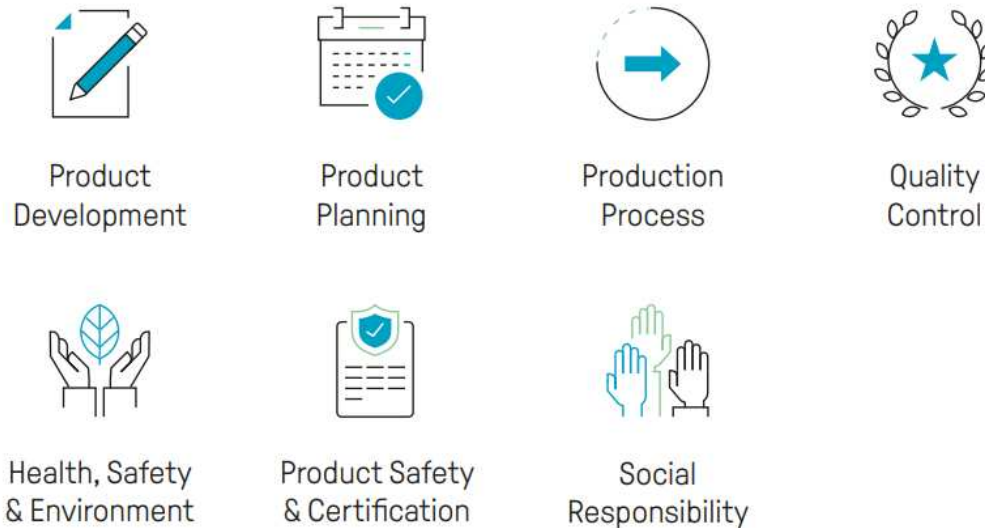 Product
Development
Product
Planning
Production
Process
Quality
Control
Health, Safety
& Environment
Product Safety
& Certification
Social
Responsibility